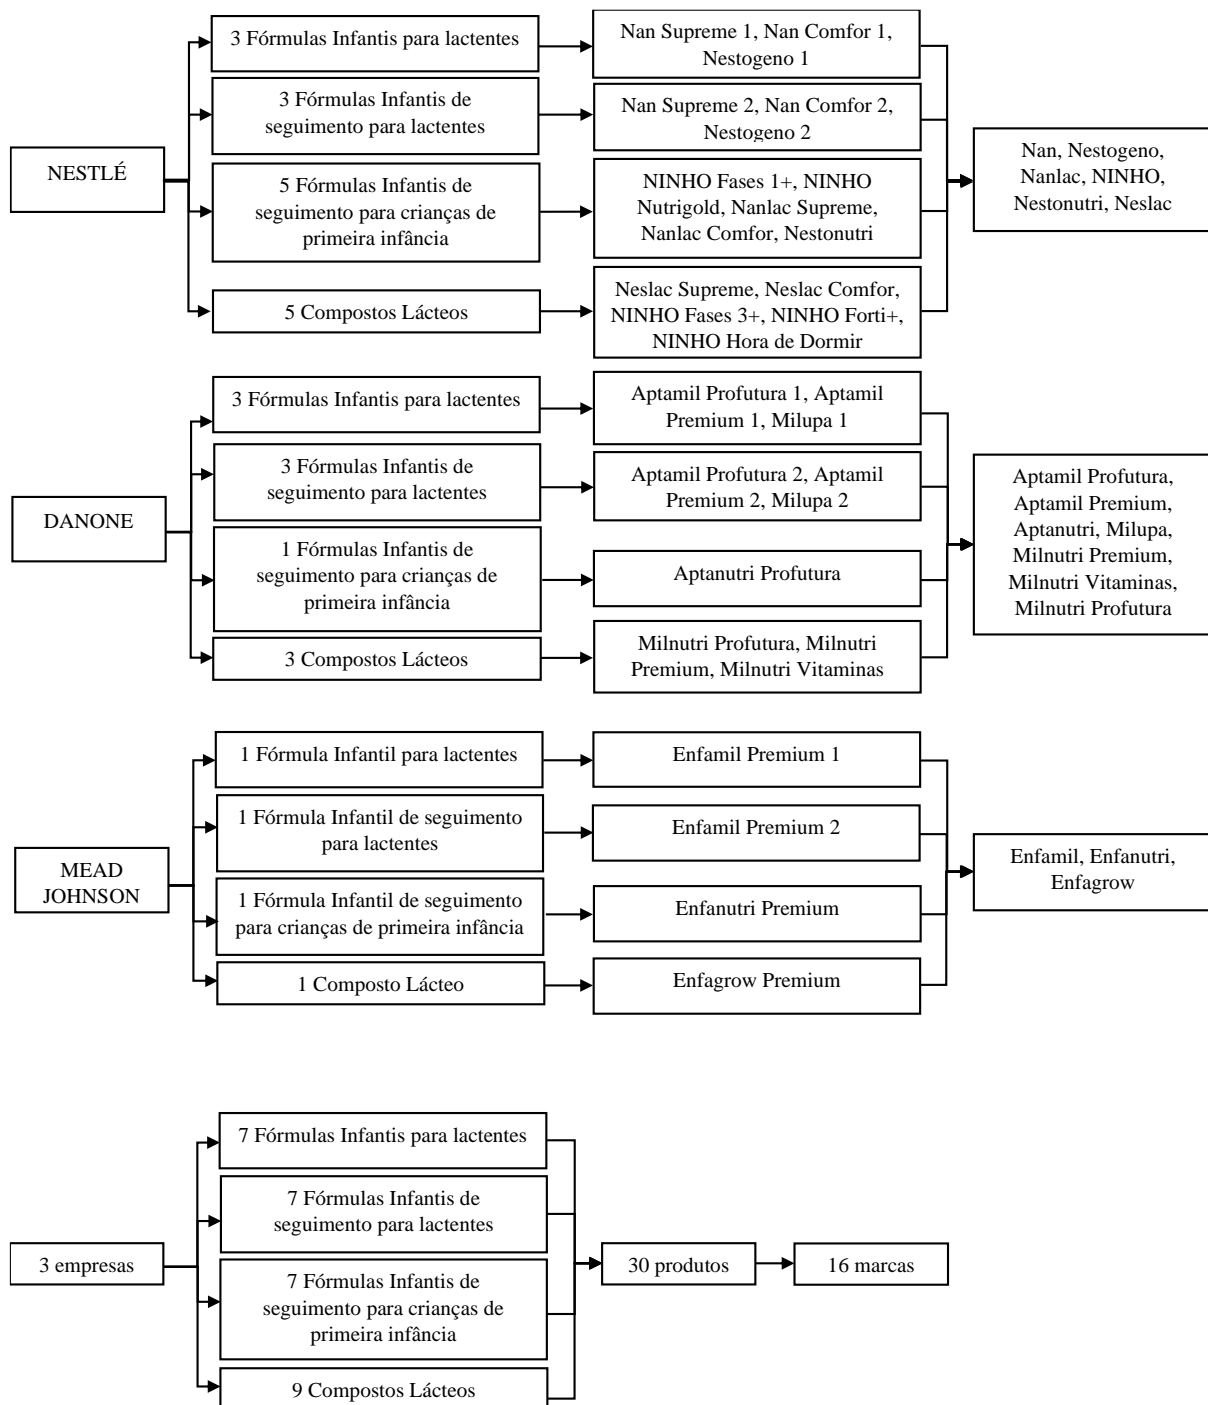 NESTLÉ
3 Fórmulas Infantis para lactentes
Nan Supreme 1, Nan Comfor 1,
Nestogeno 1
3 Fórmulas Infantis de
seguimento para lactentes
Nan Supreme 2, Nan Comfor 2,
Nestogeno 2
5 Fórmulas Infantis de
seguimento para crianças de
primeira infância
NINHO Fases 1+, NINHO
Nutrigold, Nanlac Supreme,
Nanlac Comfor, Nestonutri
5 Compostos Lácteos
Neslac Supreme, Neslac Comfor,
NINHO Fases 3+, NINHO Forti+,
NINHO Hora de Dormir
Nan, Nestogeno,
Nanlac, NINHO,
Nestonutri, Neslac
DANONE
3 Fórmulas Infantis para lactentes
Aptamil Profutura 1, Aptamil
Premium 1, Milupa 1
3 Fórmulas Infantis de
seguimento para lactentes
Aptamil Profutura 2, Aptamil
Premium 2, Milupa 2
1 Fórmulas Infantis de
seguimento para crianças de
primeira infância
Aptanutri Profutura
3 Compostos Lácteos
Milnutri Profutura, Milnutri
Premium, Milnutri Vitaminas
Aptamil Profutura,
Aptamil Premium,
Aptanutri, Milupa,
Milnutri Premium,
Milnutri Vitaminas,
Milnutri Profutura
MEAD
JOHNSON
1 Fórmula Infantil para lactentes
Enfamil Premium 1
1 Fórmula Infantil de seguimento
para lactentes
Enfamil Premium 2
1 Fórmula Infantil de seguimento
para crianças de primeira infância
Enfanutri Premium
1 Composto Lácteo
Enfagrow Premium
Enfamil, Enfanutri,
Enfagrow
3 empresas
7 Fórmulas Infantis para lactentes
7 Fórmulas Infantis de
seguimento para lactentes
7 Fórmulas Infantis de
seguimento para crianças de
primeira infância
9 Compostos Lácteos
30 produtos
16 marcas